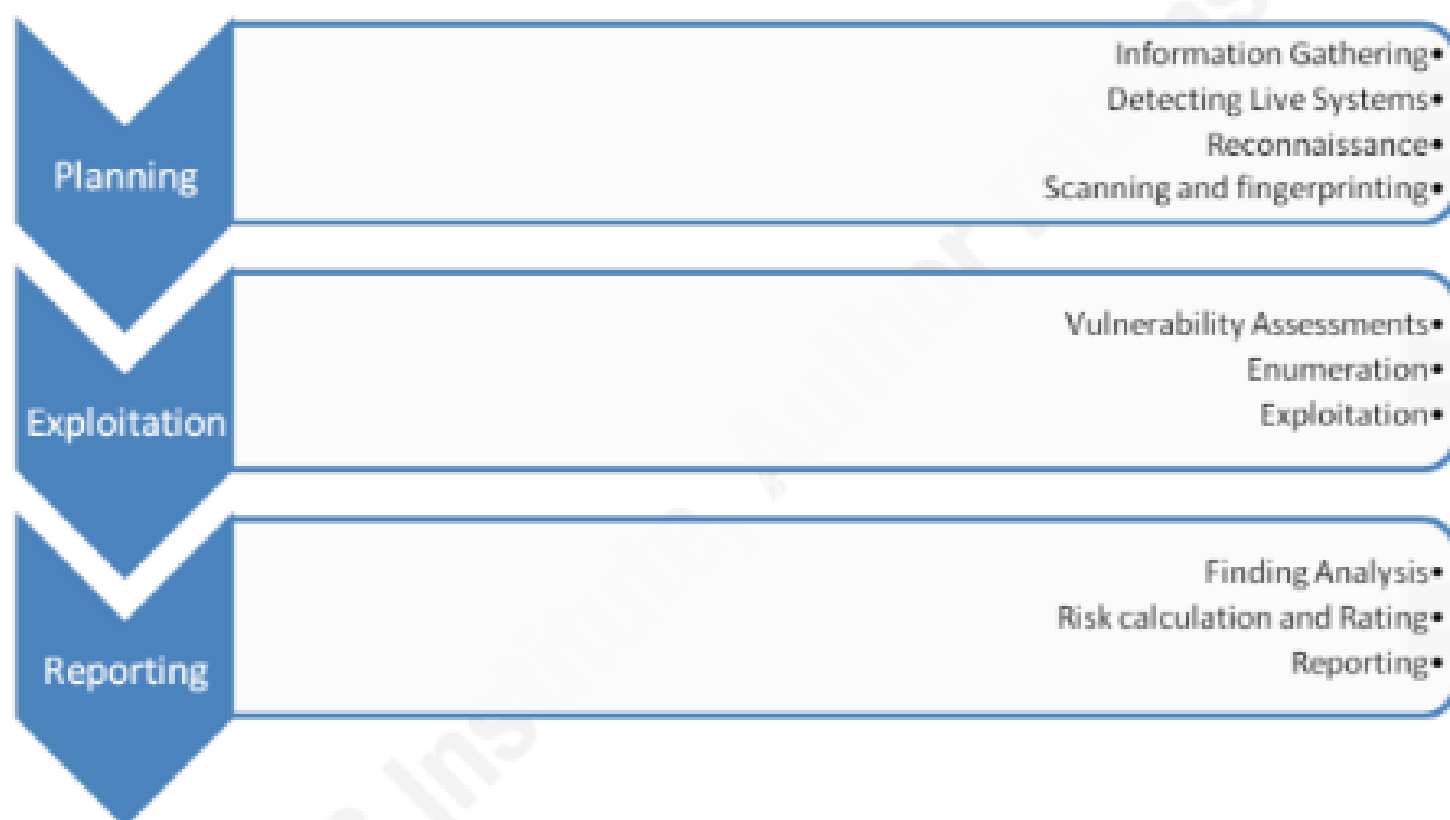 Planning
Information Gathering•
Detecting Live Systems•
Reconnaissance•
Scanning and fingerprinting•
Exploitation
Vulnerability Assessments•
Enumeration•
Exploitation•
Reporting
Finding Analysis•
Risk calculation and Rating•
Reporting•